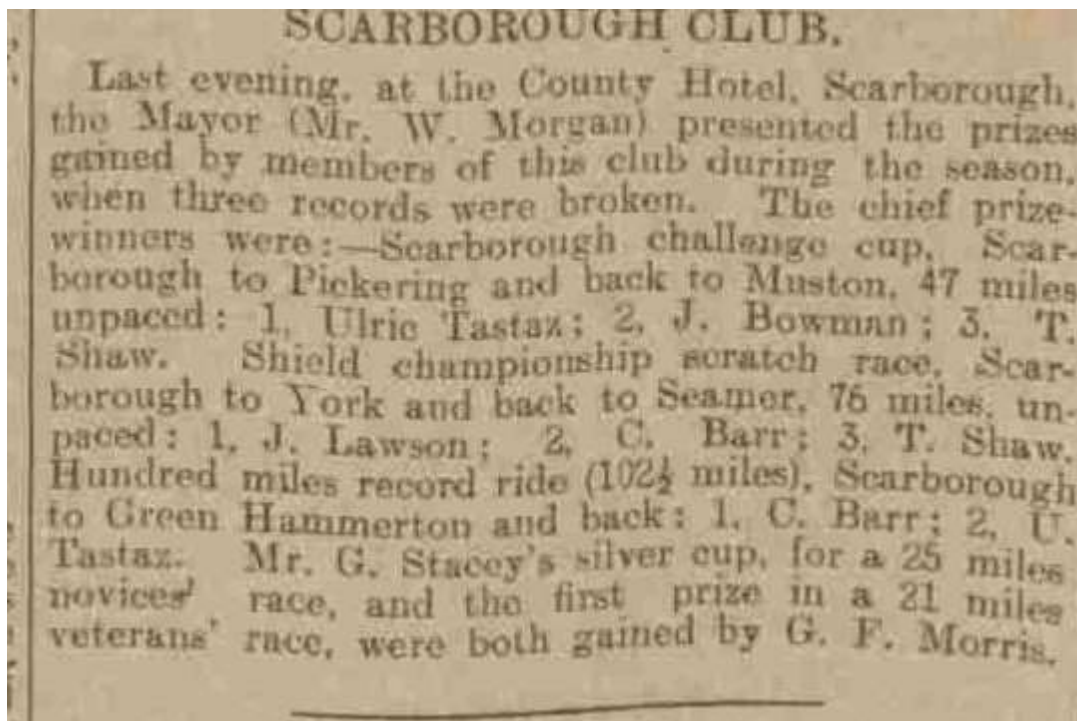 SCARBOROUGH CLUB.
Last evening, at the County Hotel, Scarborough,
the Mayor (Mr. W. Morgan) presented the prizes
gained by members of this club during the season,
when three records were broken. The chief prize-
winners were:—Scarborough challenge cup, Scar-
borough to Pickering and back to Muston, 47 miles
unpaced: 1, Ulric Tastaz; 2, J. Bowman; 3, T.
Shaw. Shield championship scratch race, Scar-
borough to York and back to Seamer, 76 miles, un-
paced: 1, J. Lawson; 2, C. Barr; 3, T. Shaw.
Hundred miles record ride (102½ miles), Scarborough
to Green Hammerton and back: 1, C. Barr; 2, U.
Tastaz. Mr. G. Stacey's silver cup, for a 25 miles
novices' race, and the first prize in a 21 miles
veterans' race, were both gained by G. F. Morris.